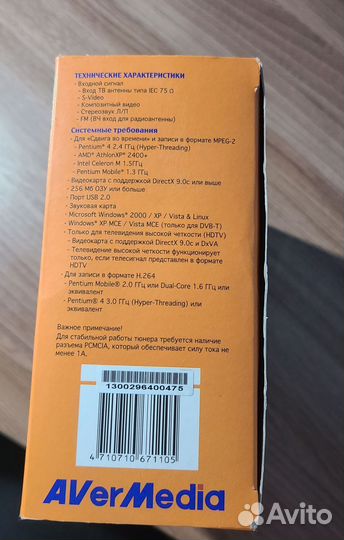 ТЕХНИЧЕСКИЕ ХАРАКТЕРИСТИКИ
- Входной сигнал
- Вход ТВ антенны типа IEC 75 Ω
- S-Video
- Композитный видео
- Стереозвук Л/П
- FM (ВЧ вход для радиоантенны)
Системные требования
- Для «Сдвига во времени» и записи в формате MPEG-2
- Pentium® 4 2.4 ГГц (Hyper-Threading)
- AMD® AthlonXP® 2400+
- Intel Celeron M 1.5ГГц
- Pentium Mobile® 1.3 ГГц
- Видеокарта с поддержкой DirectX 9.0с или выше
- 256 Мб ОЗУ или больше
- Порт USB 2.0
- Звуковая карта
- Microsoft Windows® 2000 / XP / Vista & Linux
- Windows® XP MCE / Vista MCE (только для DVB-T)
- Только для телевидения высокой четкости (HDTV)
- Видеокарта с поддержкой DirectX 9.0с и DxVA
- Телевидение высокой четкости функционирует
только, если телесигнал представлен в формате
HDTV
- Для записи в формате H.264
- Pentium Mobile® 2.0 ГГц или Dual-Core 1.6 ГГц или
эквивалент
- Pentium® 4 3.0 ГГц (Hyper-Threading) или
эквивалент
Важное примечание!
Для стабильной работы тюнера требуется наличие
разъема PCMCIA, который обеспечивает силу тока не
менее 1А.
1300296400475
4 710710 671105
AVerMedia
Avito